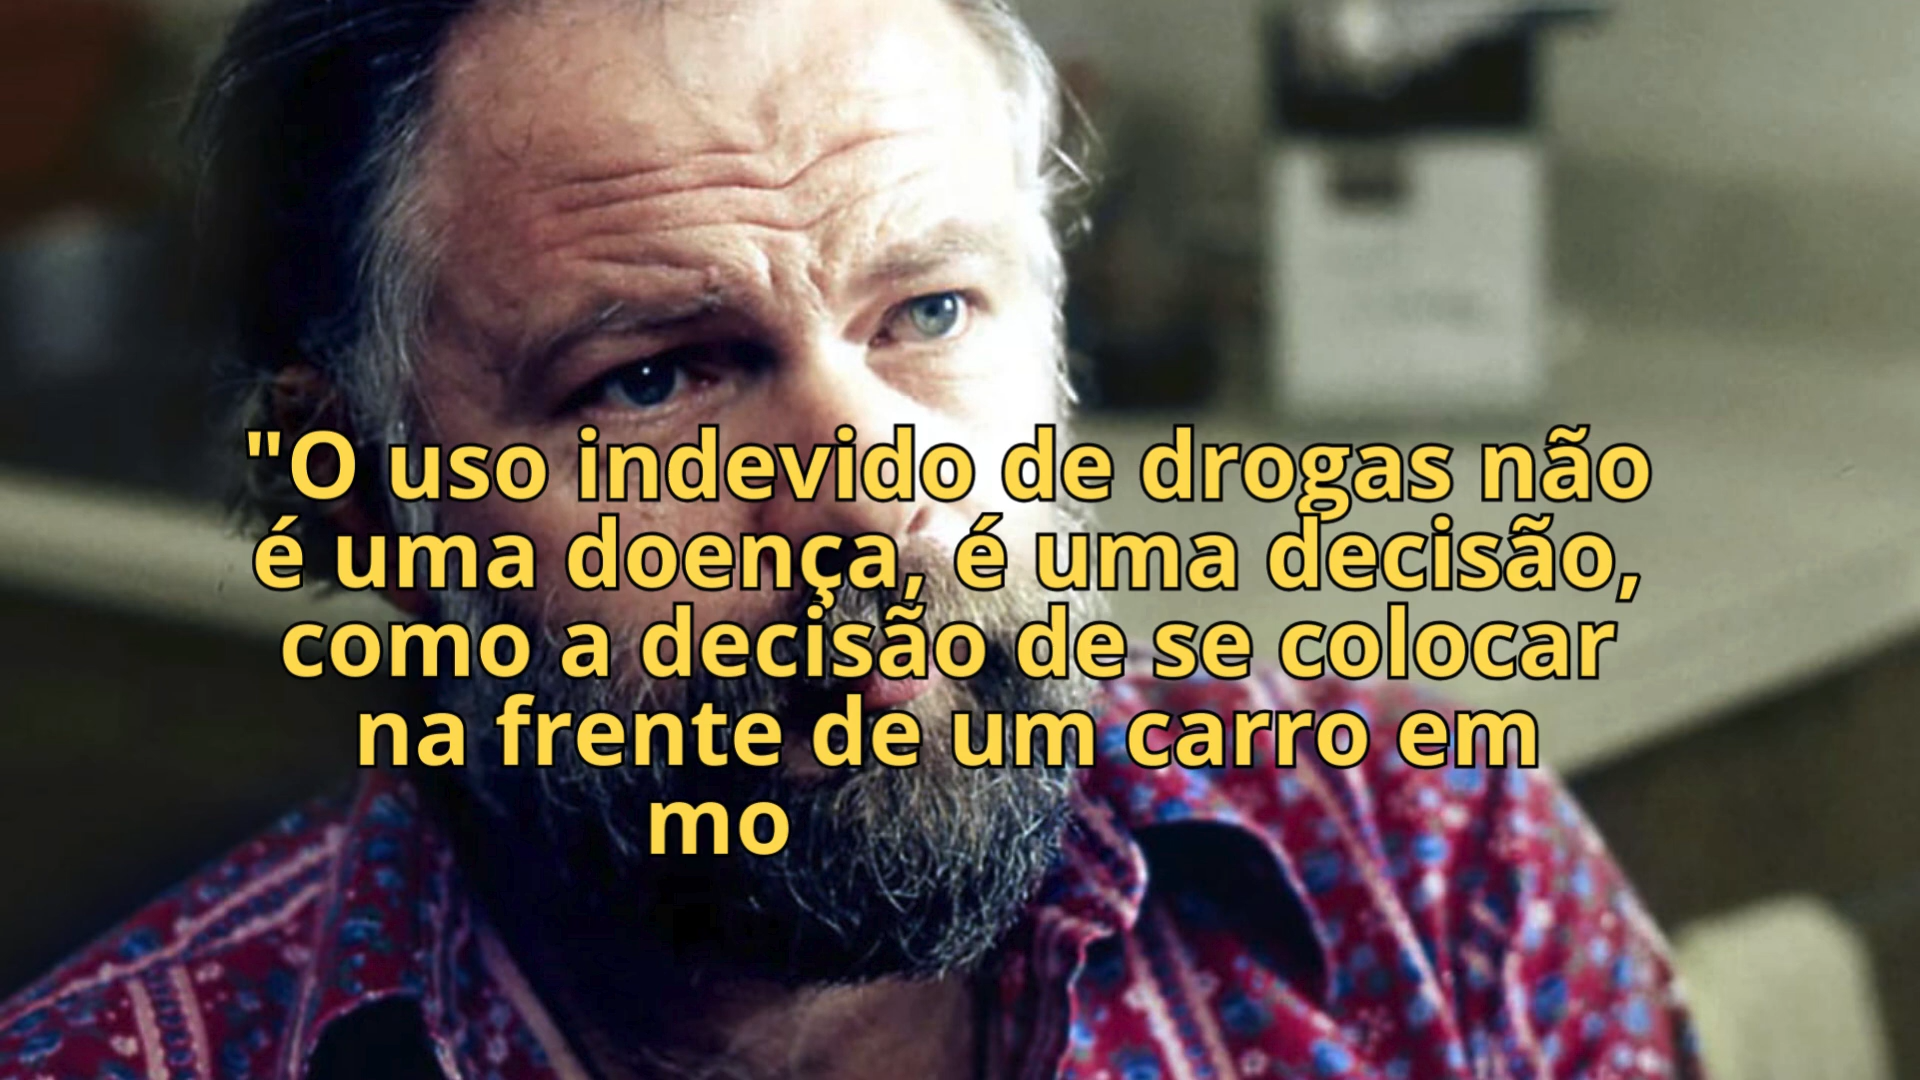 "O uso indevido de drogas não
é uma doença, é uma decisão,
como a decisão de se colocar
na frente de um carro em
mo